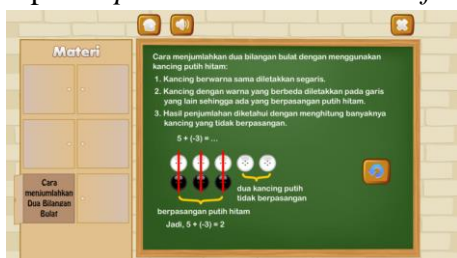 Materi
Cara menjumlahkan dua bilangan bulat dengan menggunakan
kancing putih hitam:
1. Kancing berwarna sama diletakkan segaris.
2. Kancing dengan warna yang berbeda diletakkan pada garis
yang lain sehingga ada yang berpasangan putih hitam.
3. Hasil penjumlahan diketahui dengan menghitung banyaknya
kancing yang tidak berpasangan.
5 + (-3) = ...
dua kancing putih
tidak berpasangan
berpasangan putih hitam
Jadi, 5 + (-3) = 2
Cara
menjumlahkan
Dua Bilangan
Bulat